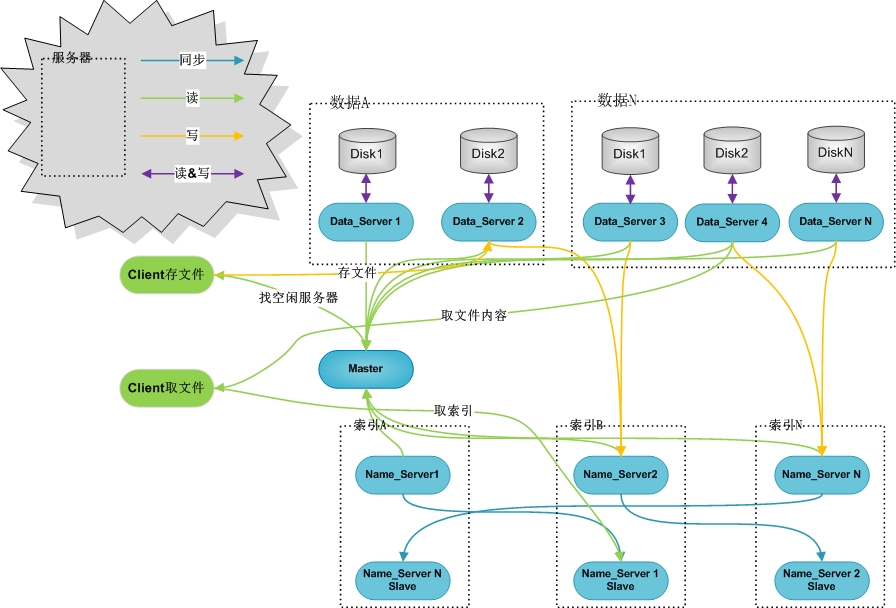 服务器
同步
读
写
读&写
数据A
数据N
Disk1
Disk2
Disk1
Disk2
DiskN
Data_Server 1
Data_Server 2
Data_Server 3
Data_Server 4
Data_Server N
Client存文件
存文件
找空闲服务器
取文件内容
Master
Client取文件
取索引
索引A
索引B
索引N
Name_Server1
Name_Server2
Name_Server N
Name_Server N
Slave
Name_Server 1
Slave
Name_Server 2
Slave